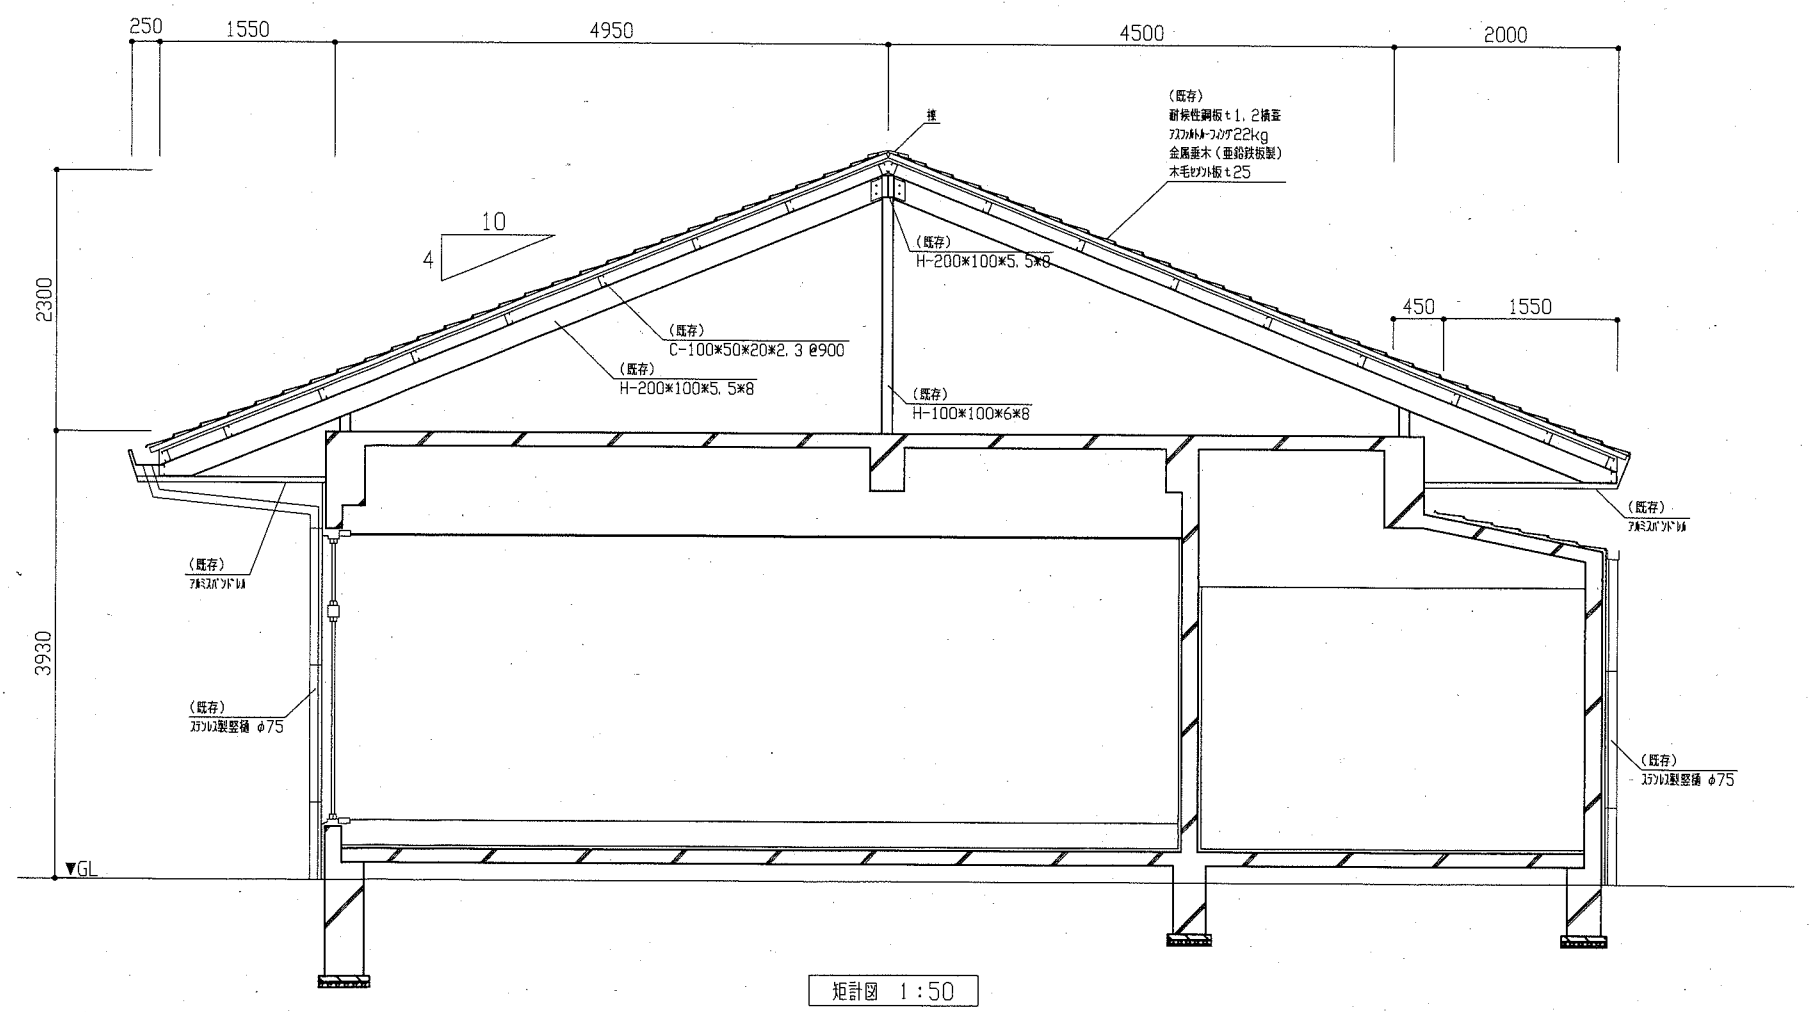 250
1550
4950
4500
2000
棟
(既存)
耐候性鋼板t1.2横葺
アスファルトルーフィング22kg
金属垂木(亜鉛鉄板製)
木毛セメント板t25
10
4
(既存)
H-200*100*5.5*8
2300
450
1550
(既存)
C-100*50*20*2.3 @900
(既存)
H-200*100*5.5*8
(既存)
H-100*100*6*8
(既存)
アルミスパンドレル
(既存)
アルミスパンドレル
3930
(既存)
ステンレス製竪樋 φ75
(既存)
ステンレス製竪樋 φ75
▼GL
矩計図 1:50